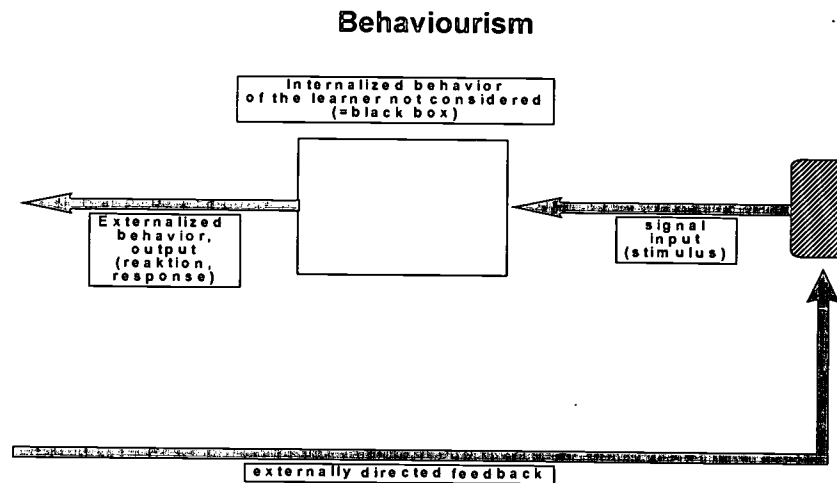 Behaviourism
Internalized behavior
of the learner not considered
(=black box)
Externalized
behavior,
output
(reaktion,
response)
signal
input
(stimulus)
externally directed feedback